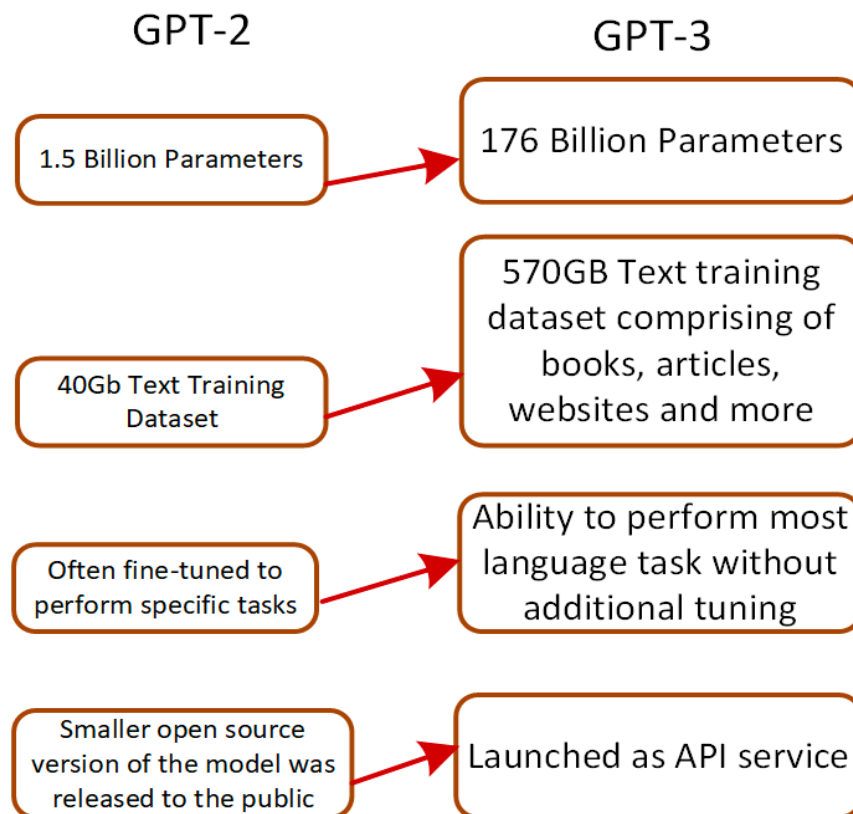 GPT-2
GPT-3
1.5 Billion Parameters
176 Billion Parameters
40Gb Text Training
Dataset
570GB Text training
dataset comprising of
books, articles,
websites and more
Often fine-tuned to
perform specific tasks
Ability to perform most
language task without
additional tuning
Smaller open source
version of the model was
released to the public
Launched as API service